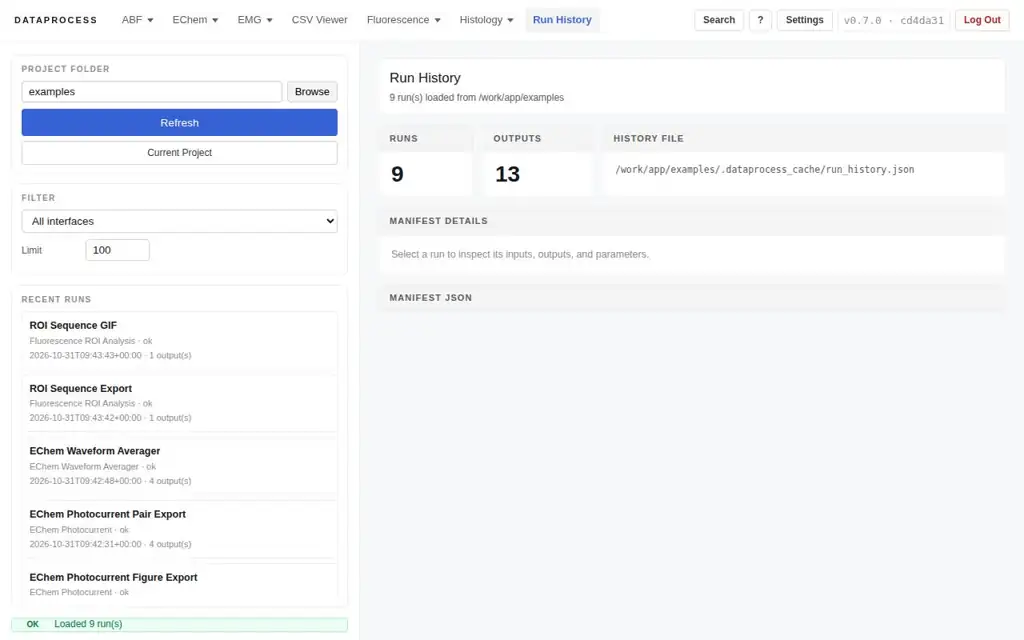 DATAPROCESS ABF EChem EMG CSV Viewer Fluorescence Histology Run History Search ? Settings v0.7.0 · cd4da31 Log Out
PROJECT FOLDER
examples Browse
Refresh
Current Project
FILTER
All interfaces
Limit 100
RECENT RUNS
ROI Sequence GIF
Fluorescence ROI Analysis · ok
2026-10-31T09:43:43+00:00 · 1 output(s)
ROI Sequence Export
Fluorescence ROI Analysis · ok
2026-10-31T09:43:42+00:00 · 1 output(s)
EChem Waveform Averager
EChem Waveform Averager · ok
2026-10-31T09:42:48+00:00 · 4 output(s)
EChem Photocurrent Pair Export
EChem Photocurrent · ok
2026-10-31T09:42:31+00:00 · 4 output(s)
EChem Photocurrent Figure Export
EChem Photocurrent · ok
OK Loaded 9 run(s)
Run History
9 run(s) loaded from /work/app/examples
RUNS
9
OUTPUTS
13
HISTORY FILE
/work/app/examples/.dataprocess_cache/run_history.json
MANIFEST DETAILS
Select a run to inspect its inputs, outputs, and parameters.
MANIFEST JSON